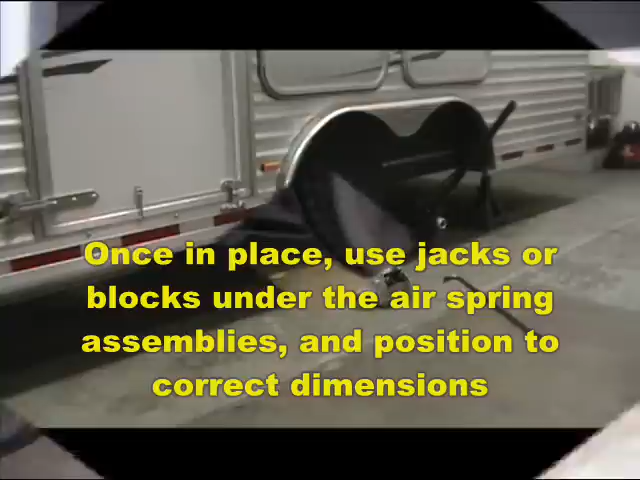 Once in place, use jacks or
blocks under the air spring
assemblies, and position to
correct dimensions